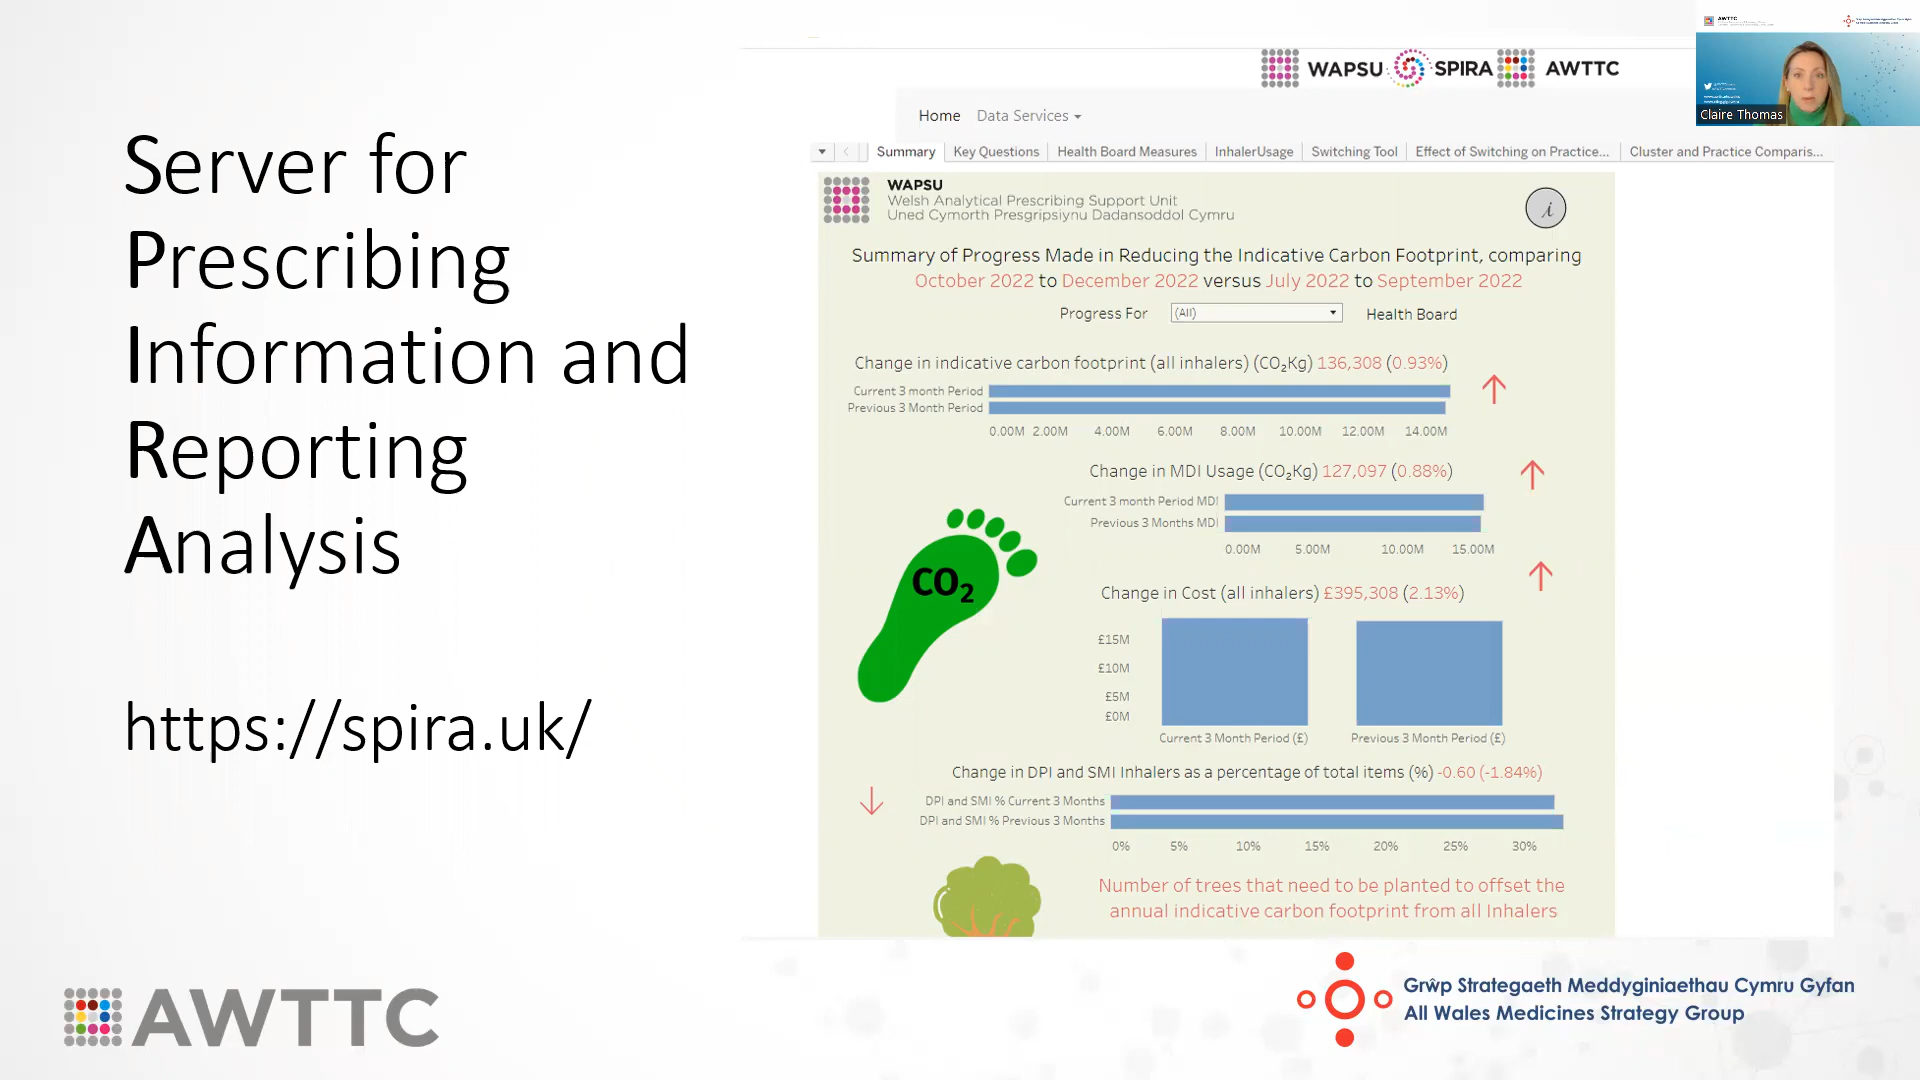 Server for
Prescribing
Information and
Reporting
Analysis
https://spira.uk/
WAPSU SPIRA AWTTC
Home Data Services
Summary Key Questions Health Board Measures InhalerUsage Switching Tool Effect of Switching on Practice... Cluster and Practice Comparis...
WAPSU
Welsh Analytical Prescribing Support Unit
Uned Cymorth Presgripsiynu Dadansoddol Cymru
i
Summary of Progress Made in Reducing the Indicative Carbon Footprint, comparing
October 2022 to December 2022 versus July 2022 to September 2022
Progress For (All) Health Board
Change in indicative carbon footprint (all inhalers) (CO₂Kg) 136,308 (0.93%)
Current 3 month Period
Previous 3 Month Period
0.00M 2.00M 4.00M 6.00M 8.00M 10.00M 12.00M 14.00M
Change in MDI Usage (CO₂Kg) 127,097 (0.88%)
Current 3 month Period MDI
Previous 3 Months MDI
0.00M 5.00M 10.00M 15.00M
CO₂
Change in Cost (all inhalers) £395,308 (2.13%)
£15M
£10M
£5M
£0M
Current 3 Month Period (£) Previous 3 Month Period (£)
Change in DPI and SMI Inhalers as a percentage of total items (%) -0.60 (-1.84%)
DPI and SMI % Current 3 Months
DPI and SMI % Previous 3 Months
0% 5% 10% 15% 20% 25% 30%
Number of trees that need to be planted to offset the
annual indicative carbon footprint from all Inhalers
AWTTC
Claire Thomas
AWTTC
Grŵp Strategaeth Meddyginiaethau Cymru Gyfan
All Wales Medicines Strategy Group